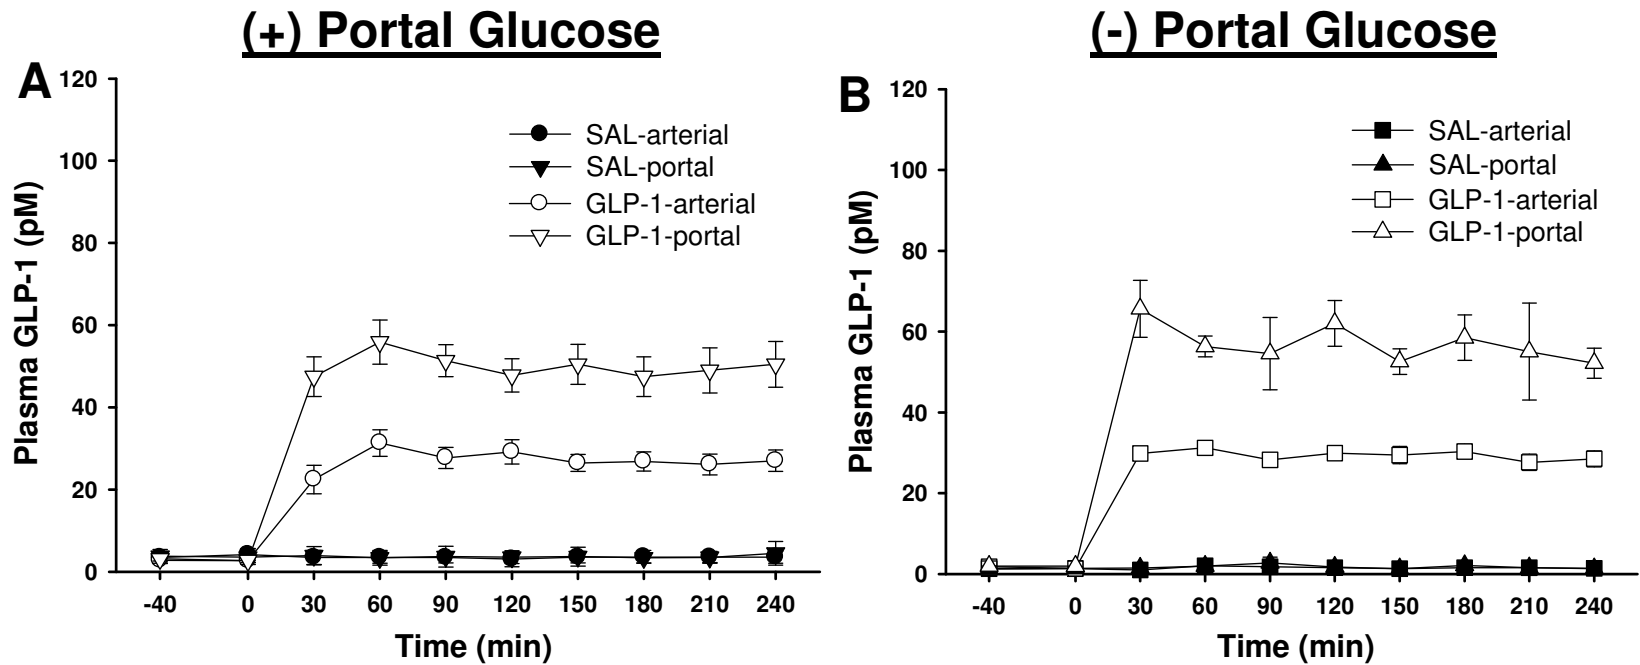 (+) Portal Glucose
A
120
100
80
60
40
20
0
Plasma GLP-1 (pM)
SAL-arterial
SAL-portal
GLP-1-arterial
GLP-1-portal
-40 0 30 60 90 120 150 180 210 240
Time (min)
(-) Portal Glucose
B
120
100
80
60
40
20
0
Plasma GLP-1 (pM)
SAL-arterial
SAL-portal
GLP-1-arterial
GLP-1-portal
-40 0 30 60 90 120 150 180 210 240
Time (min)